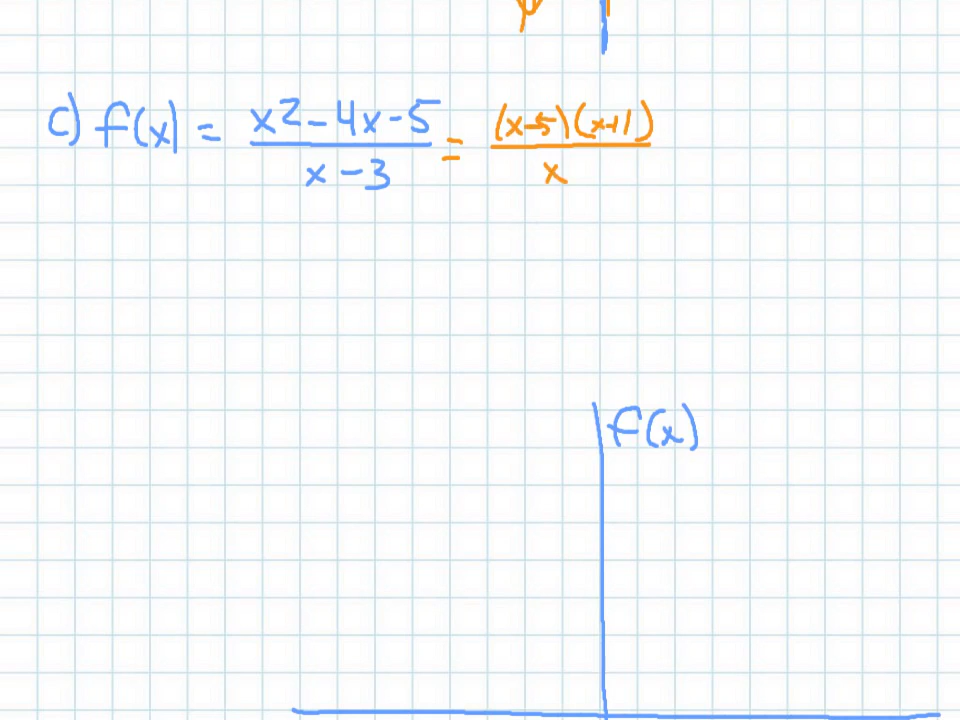 c) f(x) = x2-4x-5 / x-3 = (x-5)(x+1) / x
f(x)